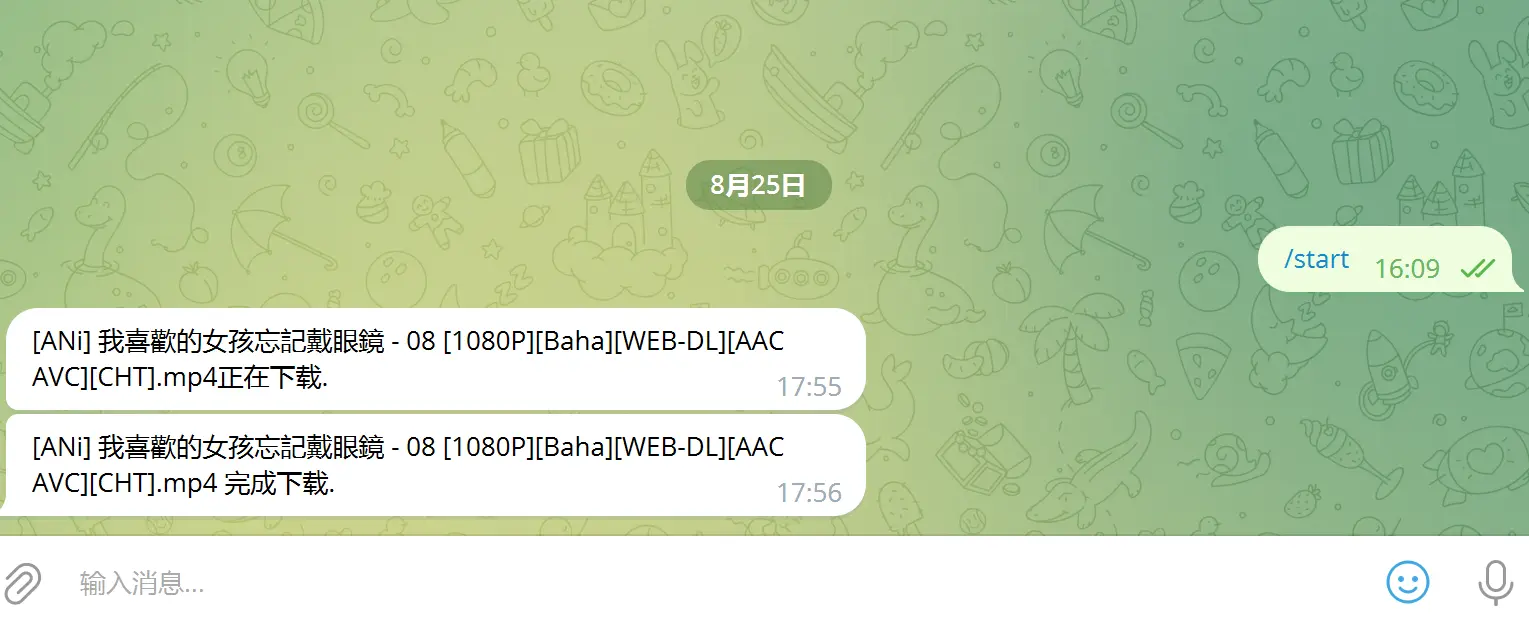 8月25日
/start 16:09
[ANi] 我喜歡的女孩忘記戴眼鏡 - 08 [1080P][Baha][WEB-DL][AAC
AVC][CHT].mp4正在下载.
17:55
[ANi] 我喜歡的女孩忘記戴眼鏡 - 08 [1080P][Baha][WEB-DL][AAC
AVC][CHT].mp4 完成下载.
17:56
输入消息...